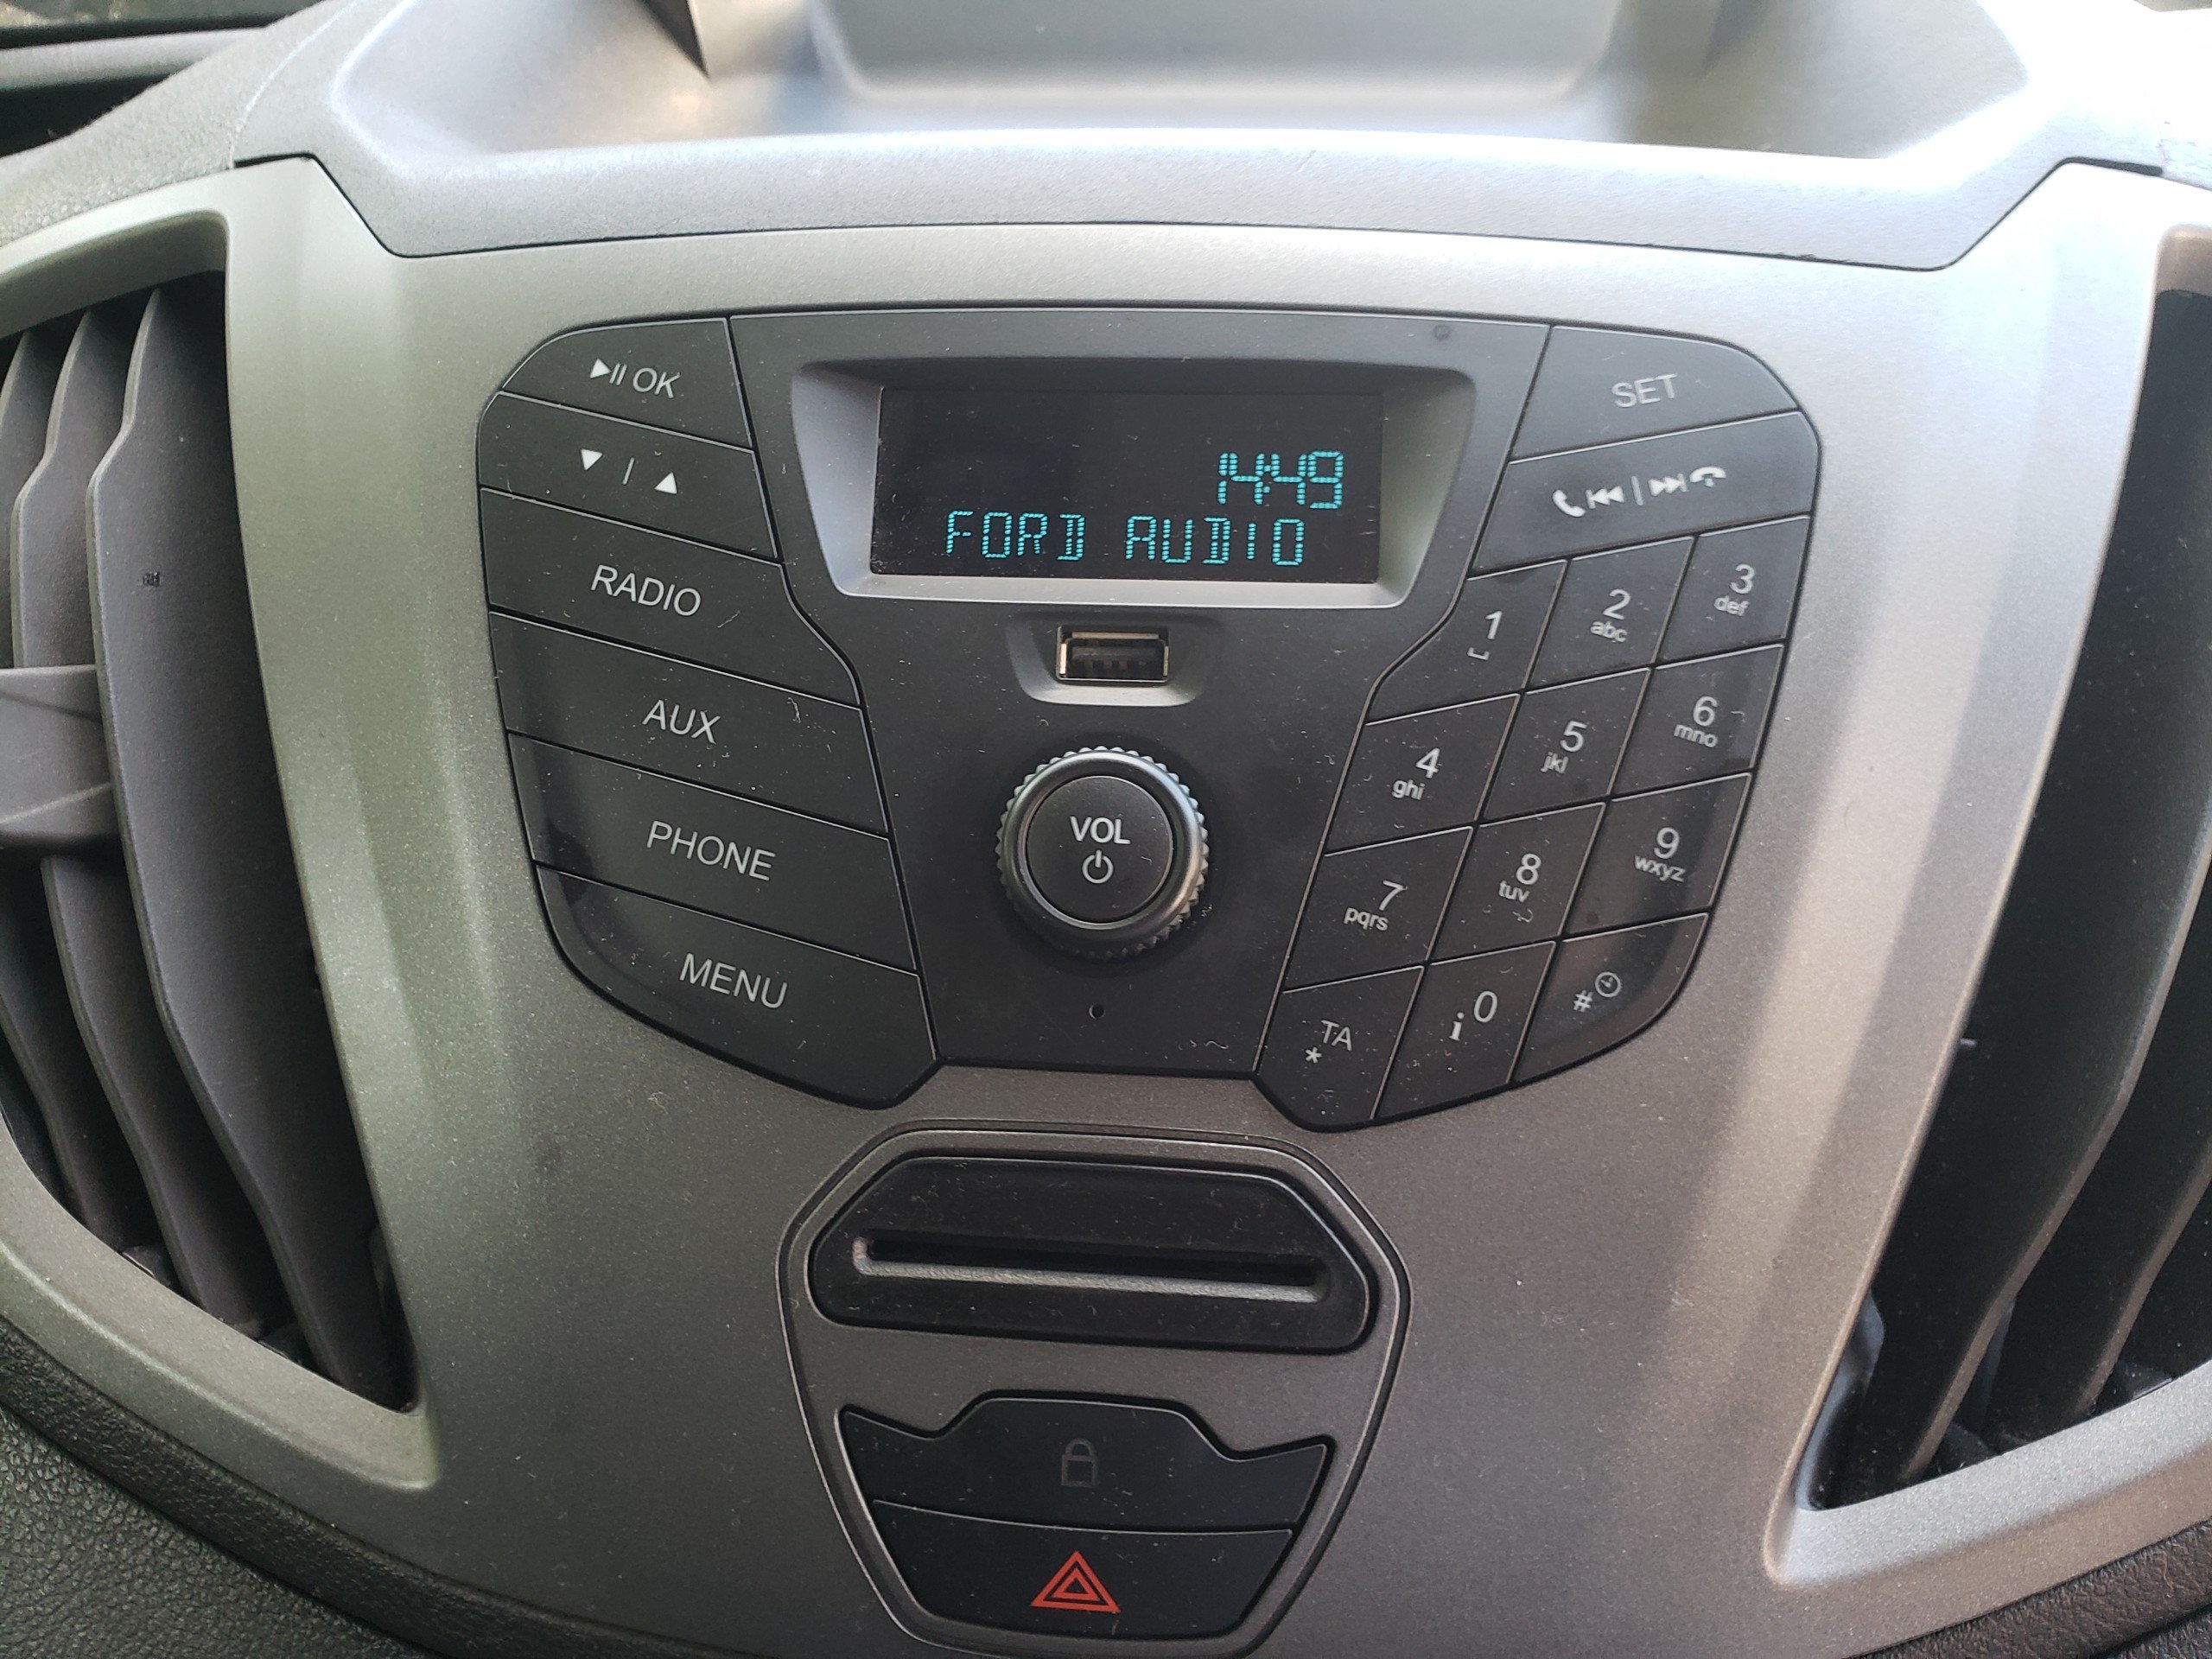 OK
SET
14:49
FORD AUDIO
RADIO
1
2
abc
3
def
AUX
4
ghi
5
jkl
6
mno
VOL
PHONE
7
pqrs
8
tuv
9
wxyz
MENU
TA
*
i 0
#